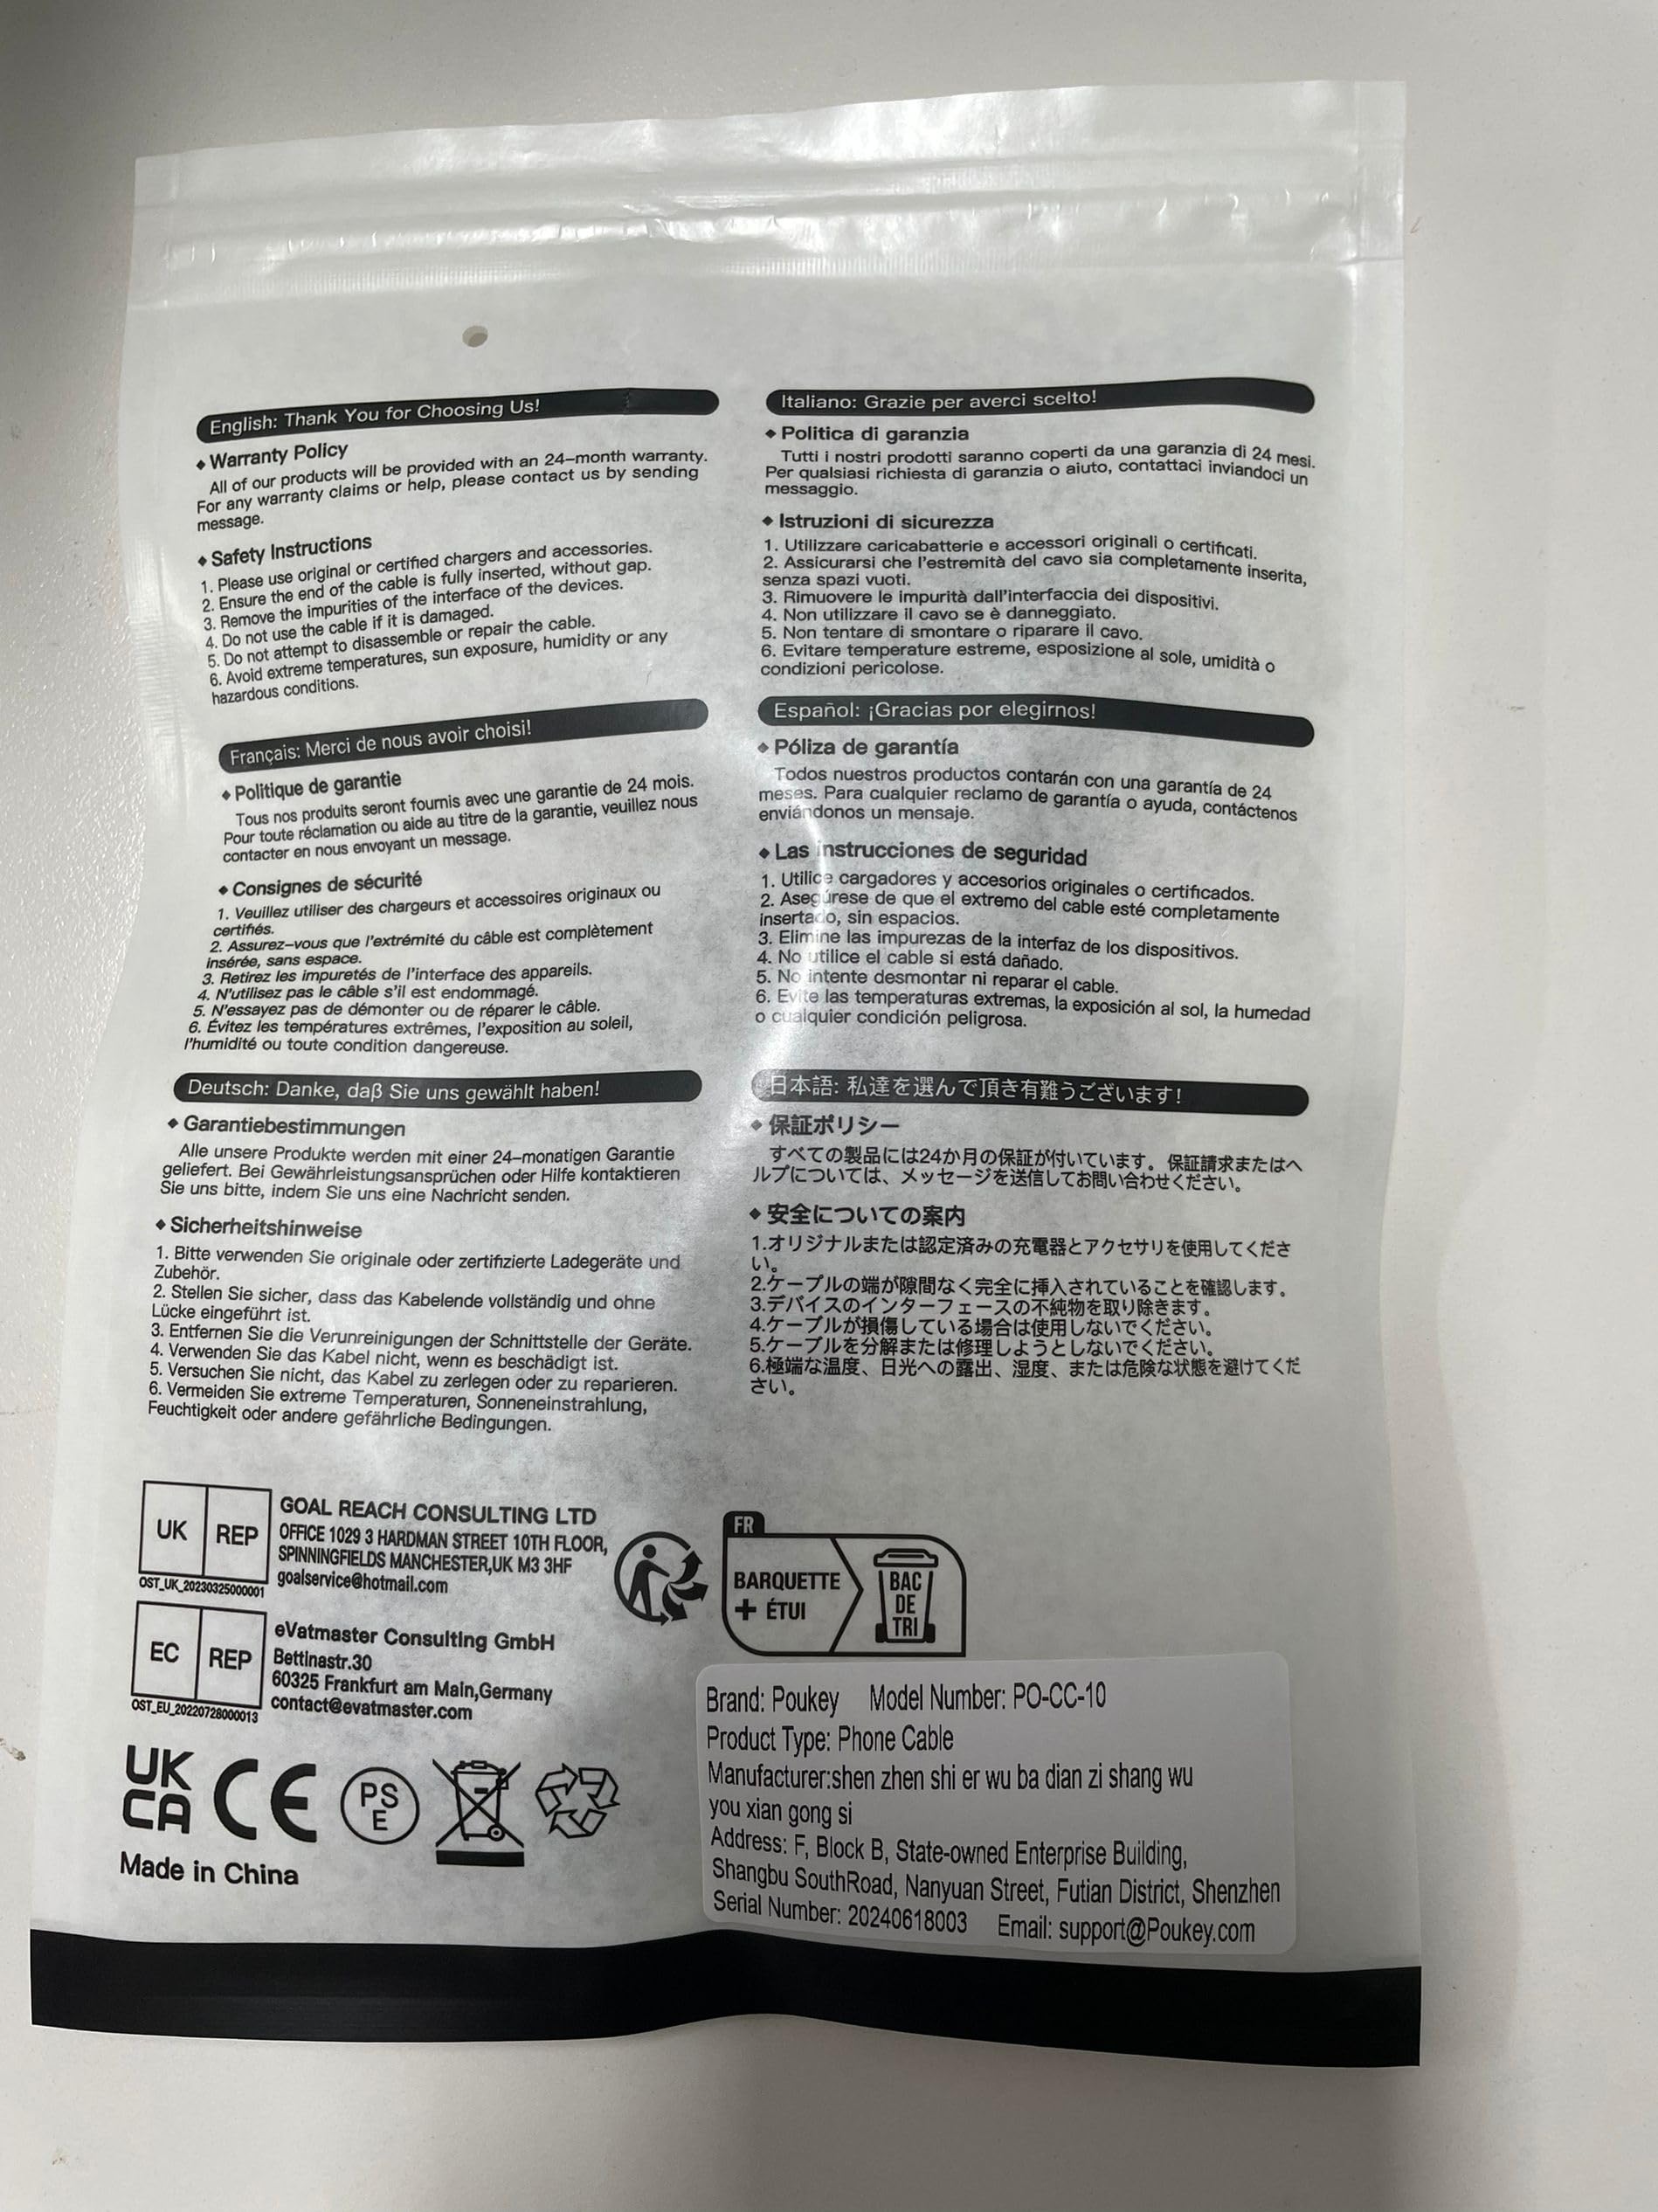 English: Thank You for Choosing Us!
◆ Warranty Policy
All of our products will be provided with an 24-month warranty.
For any warranty claims or help, please contact us by sending
message.
◆ Safety Instructions
1. Please use original or certified chargers and accessories.
2. Ensure the end of the cable is fully inserted, without gap.
3. Remove the impurities of the interface of the devices.
4. Do not use the cable if it is damaged.
5. Do not attempt to disassemble or repair the cable.
6. Avoid extreme temperatures, sun exposure, humidity or any
hazardous conditions.
Français: Merci de nous avoir choisi!
◆ Politique de garantie
Tous nos produits seront fournis avec une garantie de 24 mois.
Pour toute réclamation ou aide au titre de la garantie, veuillez nous
contacter en nous envoyant un message.
◆ Consignes de sécurité
1. Veuillez utiliser des chargeurs et accessoires originaux ou
certifiés.
2. Assurez-vous que l'extrémité du câble est complètement
insérée, sans espace.
3. Retirez les impuretés de l'interface des appareils.
4. N'utilisez pas le câble s'il est endommagé.
5. N'essayez pas de démonter ou de réparer le câble.
6. Évitez les températures extrêmes, l'exposition au soleil,
l'humidité ou toute condition dangereuse.
Deutsch: Danke, daβ Sie uns gewählt haben!
◆ Garantiebestimmungen
Alle unsere Produkte werden mit einer 24-monatigen Garantie
geliefert. Bei Gewährleistungsansprüchen oder Hilfe kontaktieren
Sie uns bitte, indem Sie uns eine Nachricht senden.
◆ Sicherheitshinweise
1. Bitte verwenden Sie originale oder zertifizierte Ladegeräte und
Zubehör.
2. Stellen Sie sicher, dass das Kabelende vollständig und ohne
Lücke eingeführt ist.
3. Entfernen Sie die Verunreinigungen der Schnittstelle der Geräte.
4. Verwenden Sie das Kabel nicht, wenn es beschädigt ist.
5. Versuchen Sie nicht, das Kabel zu zerlegen oder zu reparieren.
6. Vermeiden Sie extreme Temperaturen, Sonneneinstrahlung,
Feuchtigkeit oder andere gefährliche Bedingungen.
Italiano: Grazie per averci scelto!
◆ Politica di garanzia
Tutti i nostri prodotti saranno coperti da una garanzia di 24 mesi.
Per qualsiasi richiesta di garanzia o aiuto, contattaci inviandoci un
messaggio.
◆ Istruzioni di sicurezza
1. Utilizzare caricabatterie e accessori originali o certificati.
2. Assicurarsi che l'estremità del cavo sia completamente inserita,
senza spazi vuoti.
3. Rimuovere le impurità dall'interfaccia dei dispositivi.
4. Non utilizzare il cavo se è danneggiato.
5. Non tentare di smontare o riparare il cavo.
6. Evitare temperature estreme, esposizione al sole, umidità o
condizioni pericolose.
Español: ¡Gracias por elegirnos!
◆ Póliza de garantía
Todos nuestros productos contarán con una garantía de 24
meses. Para cualquier reclamo de garantía o ayuda, contáctenos
enviándonos un mensaje.
◆ Las instrucciones de seguridad
1. Utilice cargadores y accesorios originales o certificados.
2. Asegúrese de que el extremo del cable esté completamente
insertado, sin espacios.
3. Elimine las impurezas de la interfaz de los dispositivos.
4. No utilice el cable si está dañado.
5. No intente desmontar ni reparar el cable.
6. Evite las temperaturas extremas, la exposición al sol, la humedad
o cualquier condición peligrosa.
日本語: 私達を選んで頂き有難うございます!
◆ 保証ポリシー
すべての製品には24か月の保証が付いています。保証請求またはヘ
ルプについては、メッセージを送信してお問い合わせください。
◆ 安全についての案内
1.オリジナルまたは認定済みの充電器とアクセサリを使用してくださ
い。
2.ケーブルの端が隙間なく完全に挿入されていることを確認します。
3.デバイスのインターフェースの不純物を取り除きます。
4.ケーブルが損傷している場合は使用しないでください。
5.ケーブルを分解または修理しようとしないでください。
6.極端な温度、日光への露出、湿度、または危険な状態を避けてくだ
さい。
UK REP
OST_UK_20230325000001
GOAL REACH CONSULTING LTD
OFFICE 1029 3 HARDMAN STREET 10TH FLOOR,
SPINNINGFIELDS MANCHESTER,UK M3 3HF
goalservice@hotmail.com
EC REP
OST_EU_20220728000013
eVatmaster Consulting GmbH
Bettinastr.30
60325 Frankfurt am Main,Germany
contact@evatmaster.com
FR
BARQUETTE
+ ÉTUI
BAC
DE
TRI
UK
CA
CE
PS
E
Made in China
Brand: Poukey Model Number: PO-CC-10
Product Type: Phone Cable
Manufacturer:shen zhen shi er wu ba dian zi shang wu
you xian gong si
Address: F, Block B, State-owned Enterprise Building,
Shangbu SouthRoad, Nanyuan Street, Futian District, Shenzhen
Serial Number: 20240618003 Email: support@Poukey.com